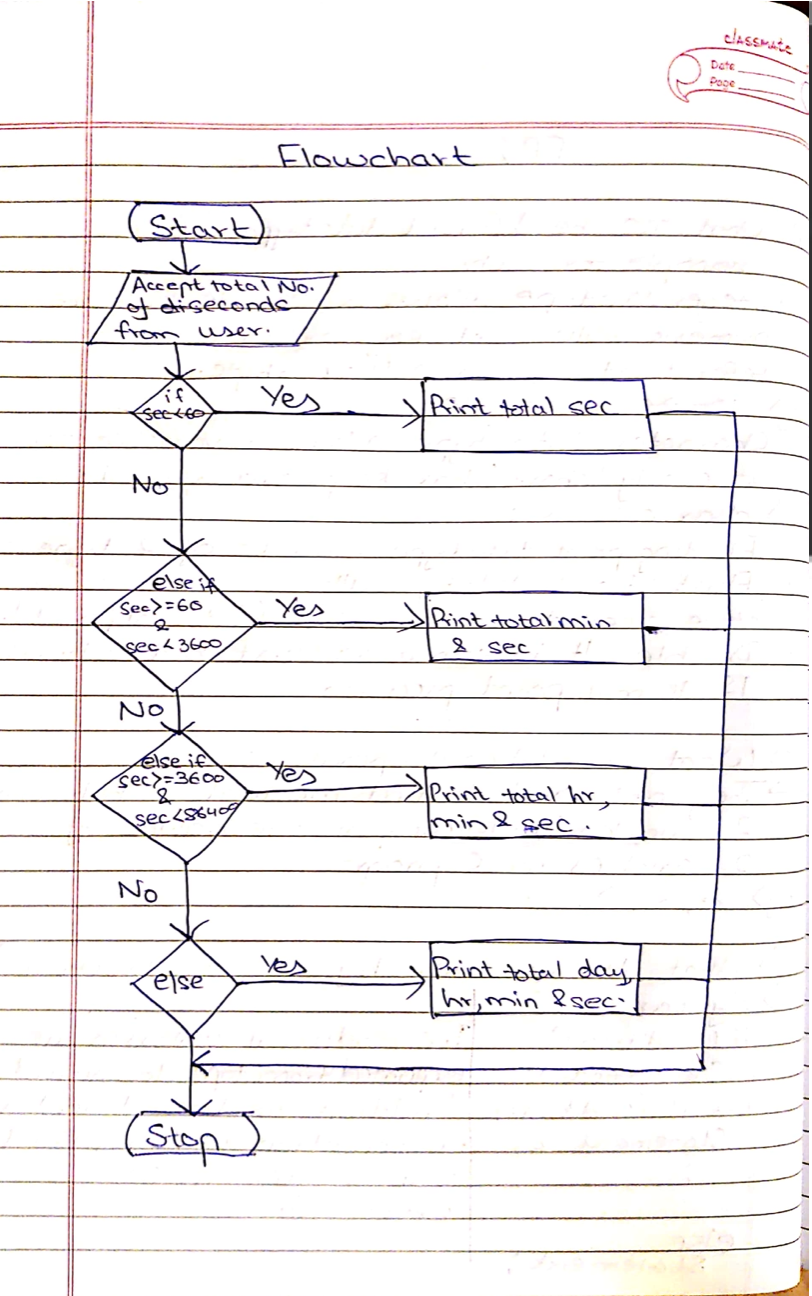 classmate
Date
Page
Flowchart
Start
Accept total No.
of diseconds
from user.
if
sec<60
Yes
Print total sec
No
else if
sec>=60
&
sec<3600
Yes
Print total min
& sec
No
else if
sec>=3600
&
sec<86400
Yes
Print total hr,
min & sec.
No
else
Yes
Print total day,
hr, min & sec.
Stop